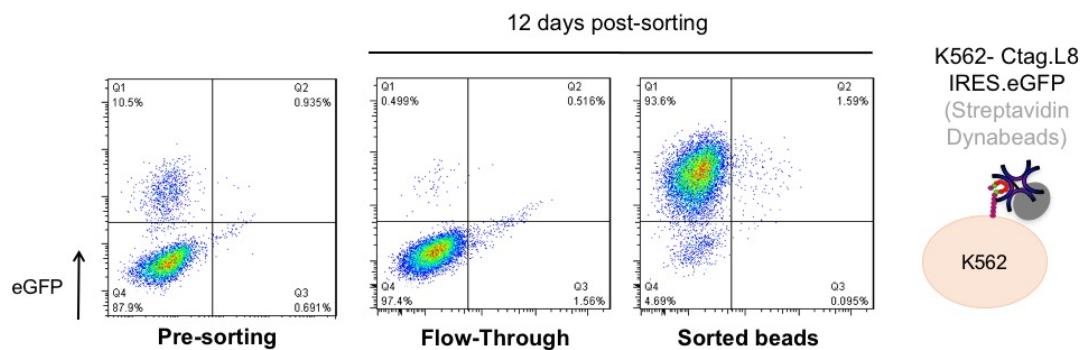 12 days post-sorting
K562- Ctag.L8
IRES.eGFP
(Streptavidin
Dynabeads)
Q1
10.5%
Q2
0.935%
Q4
87.9%
Q3
0.691%
Q1
0.499%
Q2
0.516%
Q4
97.4%
Q3
1.56%
Q1
93.6%
Q2
1.59%
Q4
4.69%
Q3
0.095%
eGFP
K562
Pre-sorting
Flow-Through
Sorted beads